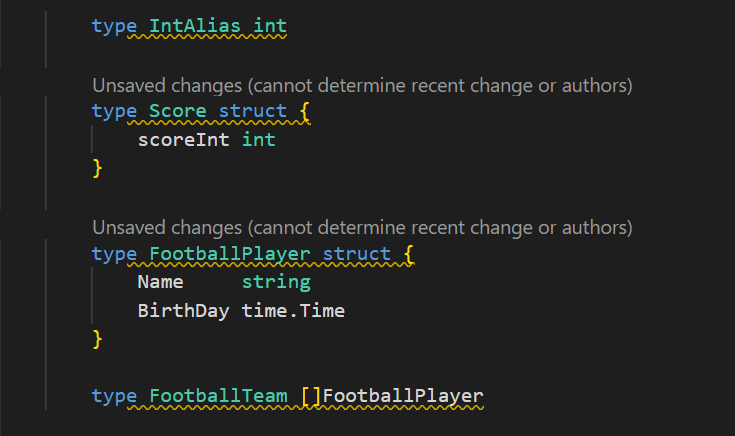 type IntAlias int
Unsaved changes (cannot determine recent change or authors)
type Score struct {
    scoreInt int
}
Unsaved changes (cannot determine recent change or authors)
type FootballPlayer struct {
    Name     string
    BirthDay time.Time
}
type FootballTeam []FootballPlayer